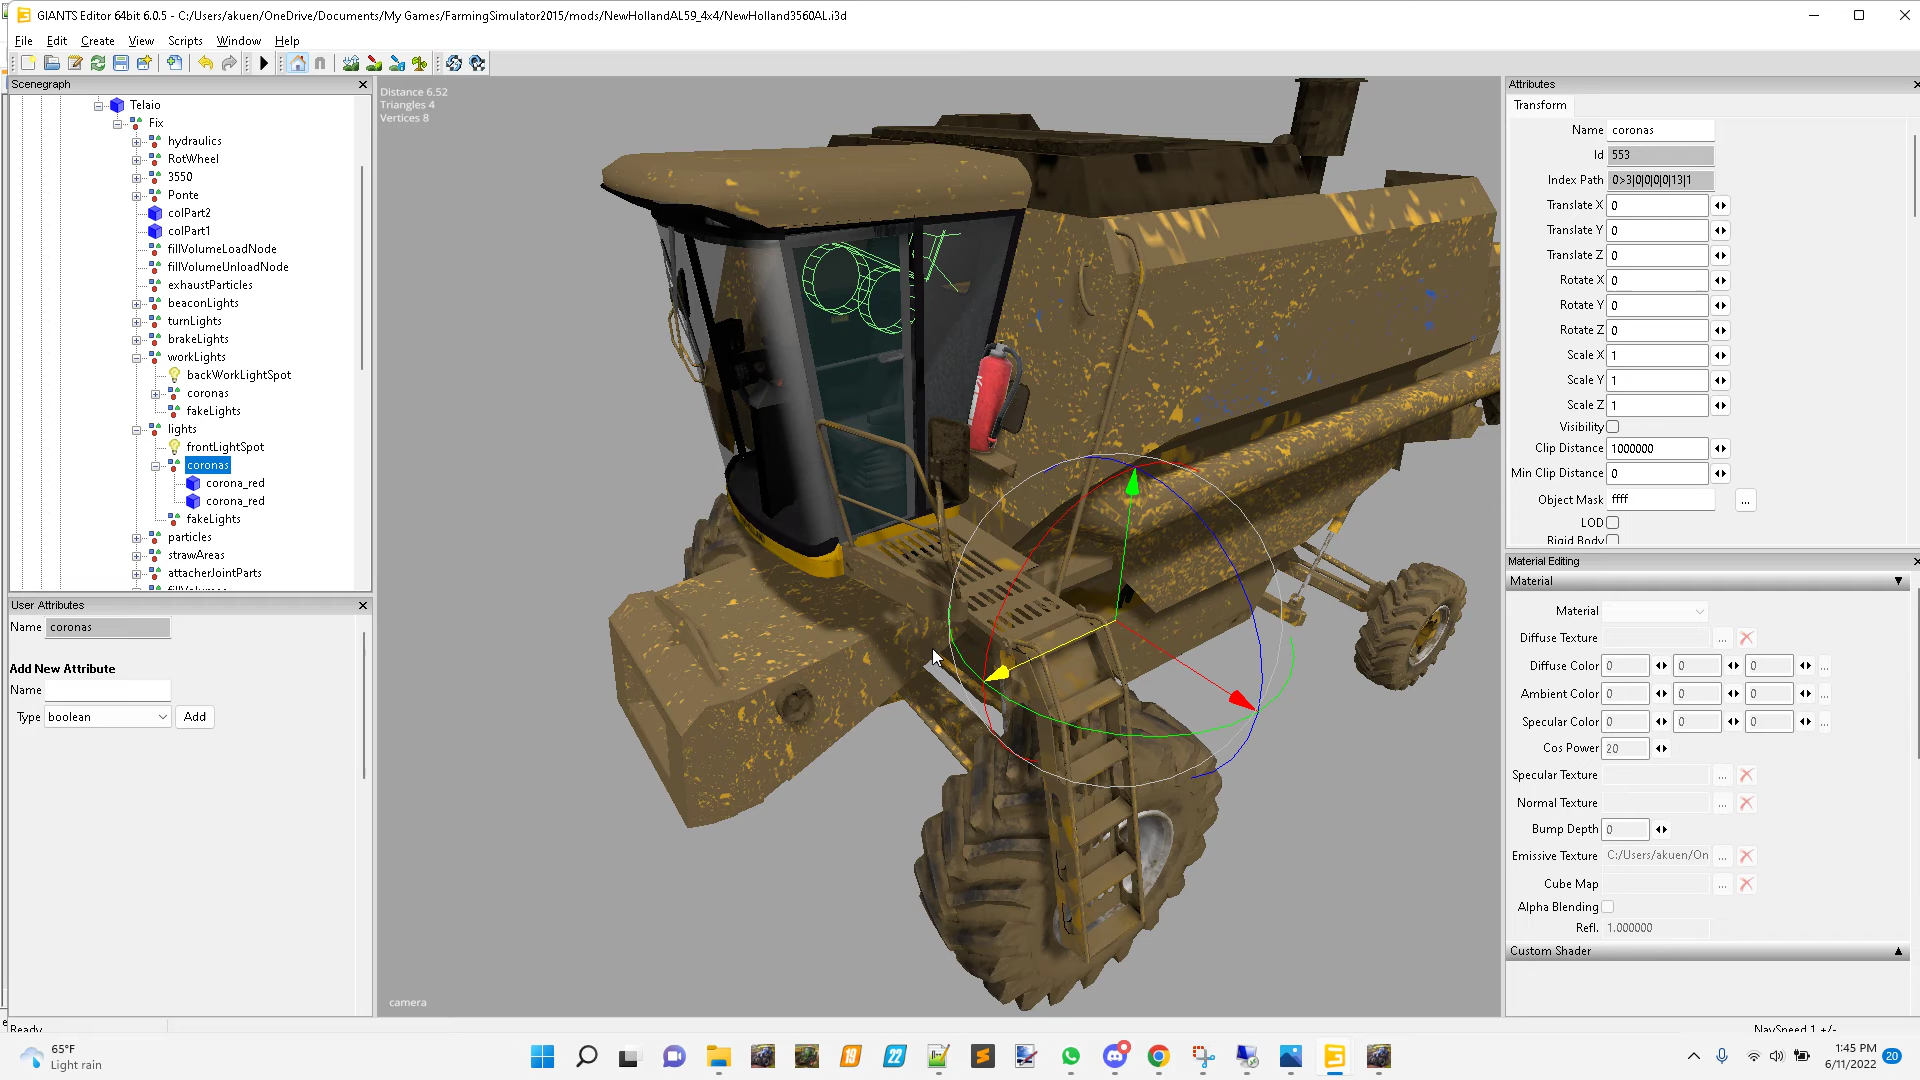 GIANTS Editor 64bit 6.0.5 - C:/Users/akuen/OneDrive/Documents/My Games/FarmingSimulator2015/mods/NewHollandAL59_4x4/NewHolland3560AL.i3d
File Edit Create View Scripts Window Help
Scenegraph
Telaio
Fix
hydraulics
RotWheel
3550
Ponte
colPart2
colPart1
fillVolumeLoadNode
fillVolumeUnloadNode
exhaustParticles
beaconLights
turnLights
brakeLights
workLights
backWorkLightSpot
coronas
fakeLights
lights
frontLightSpot
coronas
corona_red
corona_red
fakeLights
particles
strawAreas
attacherJointParts
User Attributes
Name coronas
Add New Attribute
Name
Type boolean Add
Ready
Distance 6.52
Triangles 4
Vertices 8
camera
Attributes
Transform
Name coronas
Id 553
Index Path 0>3|0|0|0|0|13|1
Translate X 0
Translate Y 0
Translate Z 0
Rotate X 0
Rotate Y 0
Rotate Z 0
Scale X 1
Scale Y 1
Scale Z 1
Visibility
Clip Distance 1000000
Min Clip Distance 0
Object Mask ffff ...
LOD
Rigid Body
Material Editing
Material
Material
Diffuse Texture ...
Diffuse Color 0 0 0 ...
Ambient Color 0 0 0 ...
Specular Color 0 0 0 ...
Cos Power 20
Specular Texture ...
Normal Texture ...
Bump Depth 0
Emissive Texture C:/Users/akuen/On ...
Cube Map ...
Alpha Blending
Refl. 1.000000
Custom Shader
NavSpeed 1 +/-
65°F
Light rain
19
22
1:45 PM
6/11/2022
20